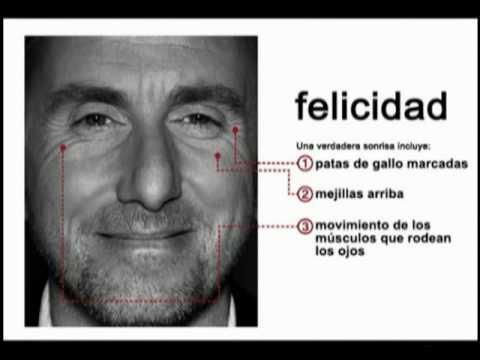 felicidad
Una verdadera sonrisa incluye:
1 patas de gallo marcadas
2 mejillas arriba
3 movimiento de los
músculos que rodean
los ojos